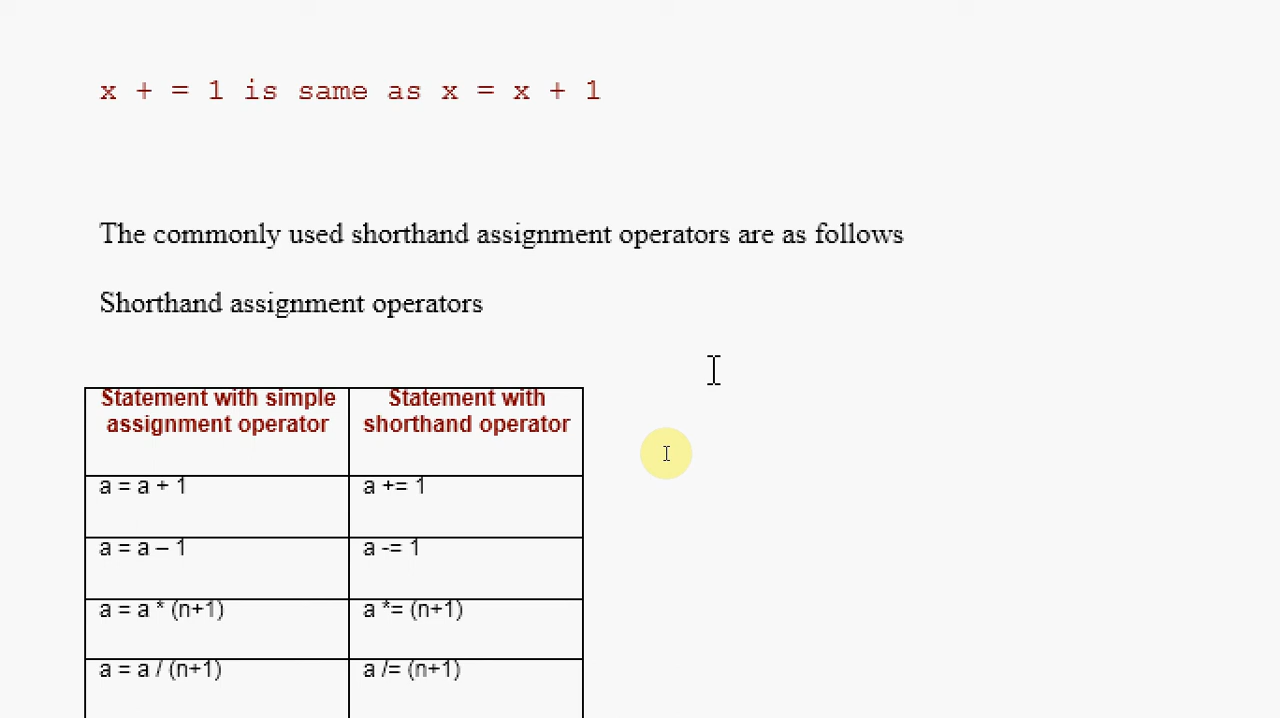 x + = 1 is same as x = x + 1
The commonly used shorthand assignment operators are as follows
Shorthand assignment operators
Statement with simple assignment operator
Statement with shorthand operator
a = a + 1
a += 1
a = a – 1
a -= 1
a = a * (n+1)
a *= (n+1)
a = a / (n+1)
a /= (n+1)